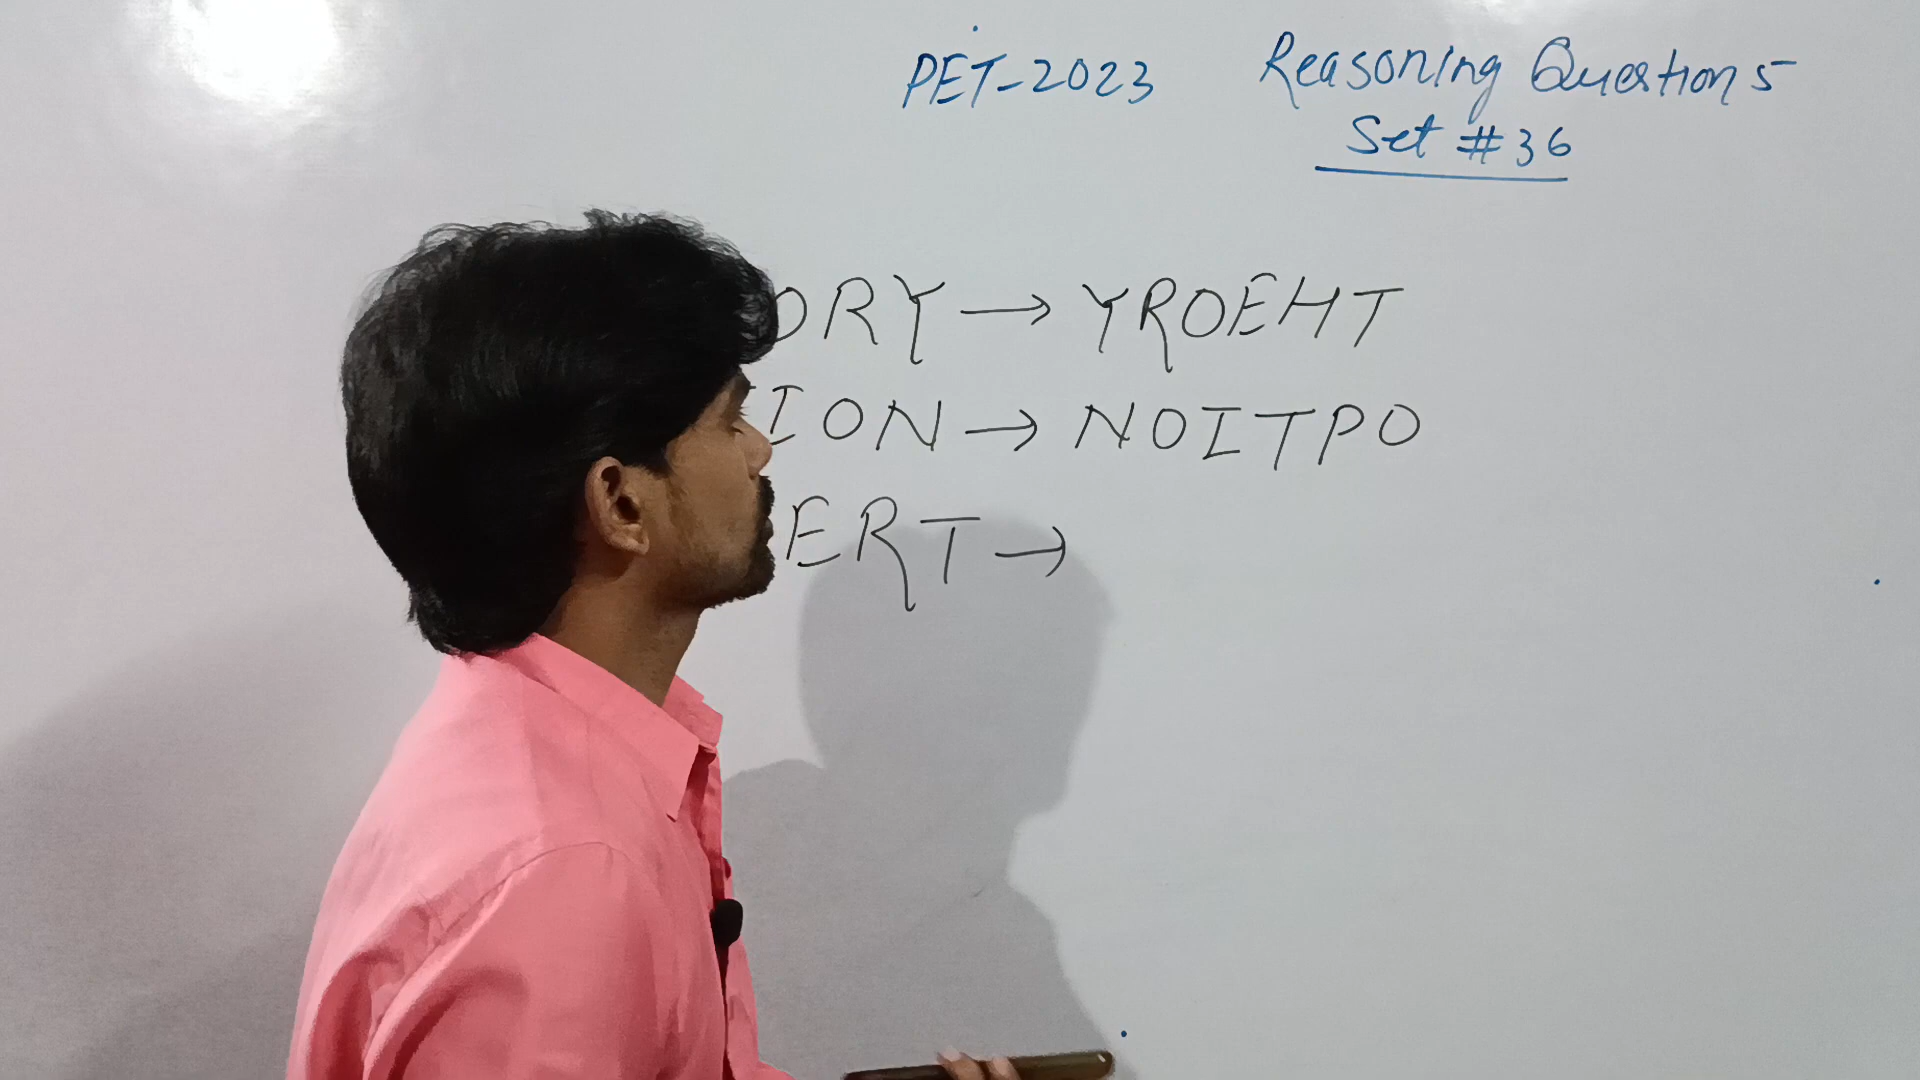 PET-2023 Reasoning Questions
Set #36
ORY → YROEHT
ION → NOITPO
ERT →